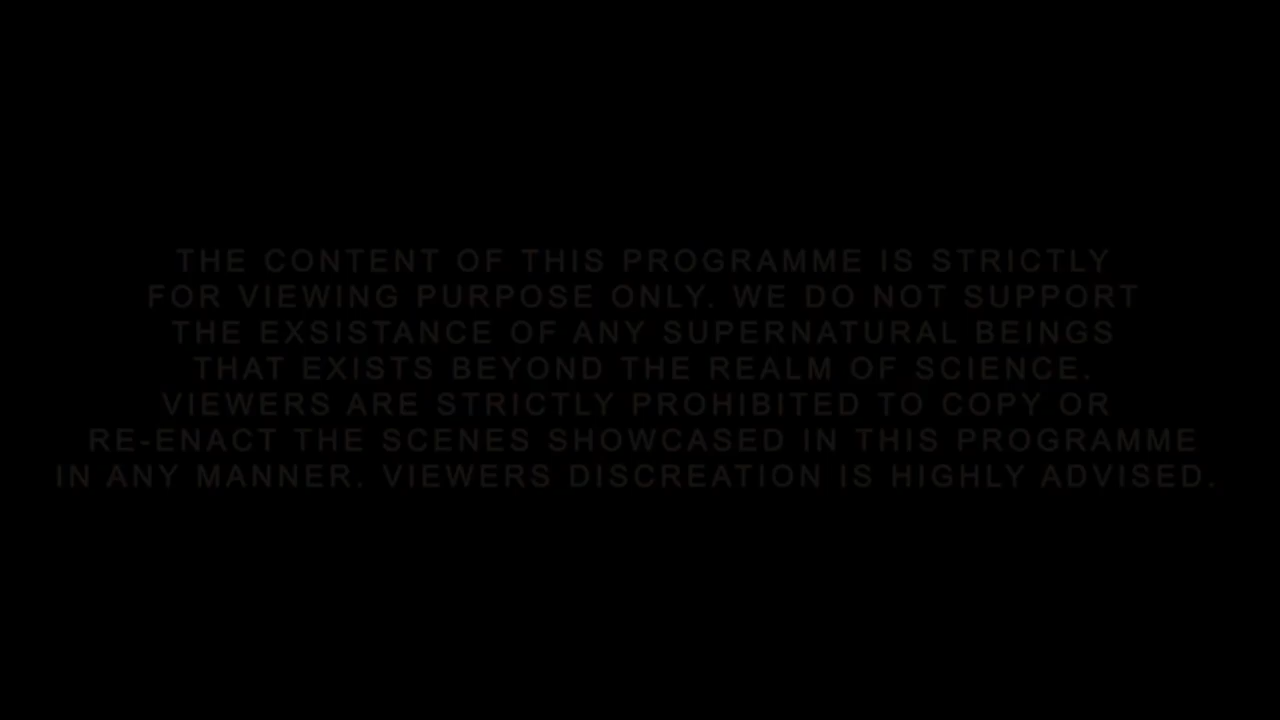 THE CONTENT OF THIS PROGRAMME IS STRICTLY
FOR VIEWING PURPOSE ONLY. WE DO NOT SUPPORT
THE EXSISTANCE OF ANY SUPERNATURAL BEINGS
THAT EXISTS BEYOND THE REALM OF SCIENCE.
VIEWERS ARE STRICTLY PROHIBITED TO COPY OR
RE-ENACT THE SCENES SHOWCASED IN THIS PROGRAMME
IN ANY MANNER. VIEWERS DISCREATION IS HIGHLY ADVISED.